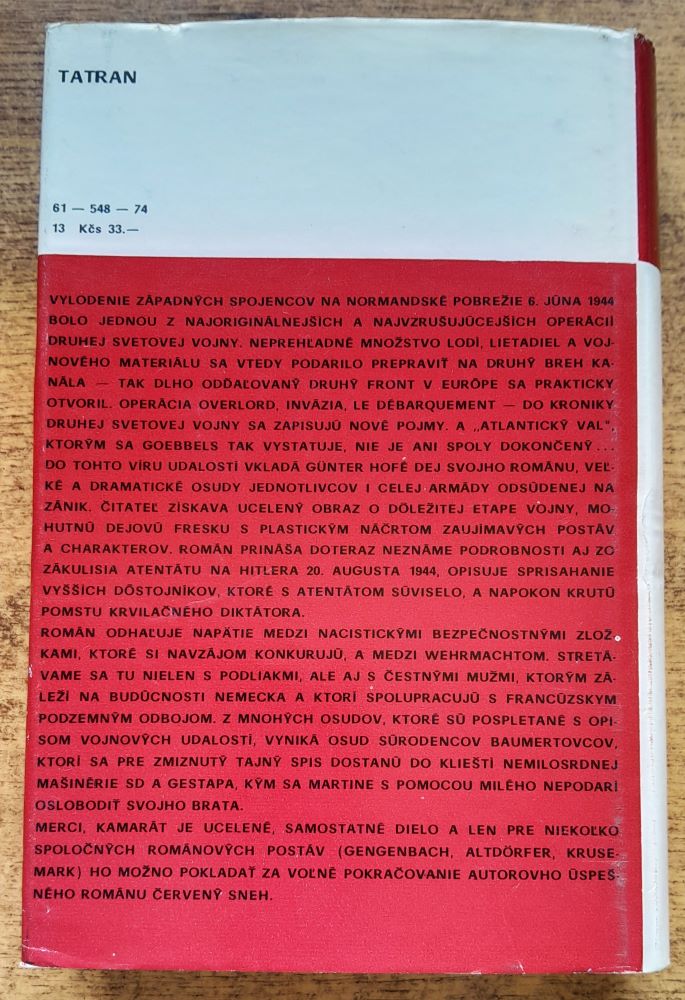 TATRAN
61 — 548 — 74
13 Kčs 33.—
VYLODENIE ZÁPADNÝCH SPOJENCOV NA NORMANDSKÉ POBREŽIE 6. JÚNA 1944
BOLO JEDNOU Z NAJORIGINÁLNEJŠÍCH A NAJVZRUŠUJÚCEJŠÍCH OPERÁCIÍ
DRUHEJ SVETOVEJ VOJNY. NEPREHĽADNÉ MNOŽSTVO LODÍ, LIETADIEL A VOJ-
NOVÉHO MATERIÁLU SA VTEDY PODARILO PREPRAVIŤ NA DRUHÝ BREH KA-
NÁLA — TAK DLHO ODĎAĽOVANÝ DRUHÝ FRONT V EURÓPE SA PRAKTICKY
OTVORIL. OPERÁCIA OVERLORD, INVÁZIA, LE DÉBARQUEMENT — DO KRONIKY
DRUHEJ SVETOVEJ VOJNY SA ZAPISUJÚ NOVÉ POJMY. A „ATLANTICKÝ VAL",
KTORÝM SA GOEBBELS TAK VYSTATUJE, NIE JE ANI SPOLY DOKONČENÝ...
DO TOHTO VÍRU UDALOSTÍ VKLADÁ GÜNTER HOFÉ DEJ SVOJHO ROMÁNU, VEĽ-
KÉ A DRAMATICKÉ OSUDY JEDNOTLIVCOV I CELEJ ARMÁDY ODSÚDENEJ NA
ZÁNIK. ČITATEĽ ZÍSKAVA UCELENÝ OBRAZ O DÔLEŽITEJ ETAPE VOJNY, MO-
HUTNÚ DEJOVÚ FRESKU S PLASTICKÝM NÁČRTOM ZAUJÍMAVÝCH POSTÁV
A CHARAKTEROV. ROMÁN PRINÁŠA DOTERAZ NEZNÁME PODROBNOSTI AJ ZO
ZÁKULISIA ATENTÁTU NA HITLERA 20. AUGUSTA 1944, OPISUJE SPRISAHANIE
VYŠŠÍCH DÔSTOJNÍKOV, KTORÉ S ATENTÁTOM SÚVISELO, A NAPOKON KRUTÚ
POMSTU KRVILAČNÉHO DIKTÁTORA.
ROMÁN ODHAĽUJE NAPÄTIE MEDZI NACISTICKÝMI BEZPEČNOSTNÝMI ZLOŽ-
KAMI, KTORÉ SI NAVZÁJOM KONKURUJÚ, A MEDZI WEHRMACHTOM. STRETÁ-
VAME SA TU NIELEN S PODLIAKMI, ALE AJ S ČESTNÝMI MUŽMI, KTORÝM ZÁ-
LEŽÍ NA BUDÚCNOSTI NEMECKA A KTORÍ SPOLUPRACUJÚ S FRANCÚZSKYM
PODZEMNÝM ODBOJOM. Z MNOHÝCH OSUDOV, KTORÉ SÚ POSPLETANÉ S OPI-
SOM VOJNOVÝCH UDALOSTÍ, VYNIKÁ OSUD SÚRODENCOV BAUMERTOVCOV,
KTORÍ SA PRE ZMIZNUTÝ TAJNÝ SPIS DOSTANÚ DO KLIEŠTÍ NEMILOSRDNEJ
MAŠINÉRIE SD A GESTAPA, KÝM SA MARTINE S POMOCOU MILÉHO NEPODARÍ
OSLOBODIŤ SVOJHO BRATA.
MERCI, KAMARÁT JE UCELENÉ, SAMOSTATNÉ DIELO A LEN PRE NIEKOĽKO
SPOLOČNÝCH ROMÁNOVÝCH POSTÁV (GENGENBACH, ALTDÖRFER, KRUSE-
MARK) HO MOŽNO POKLADAŤ ZA VOĽNÉ POKRAČOVANIE AUTOROVHO ÚSPEŠ-
NÉHO ROMÁNU ČERVENÝ SNEH.